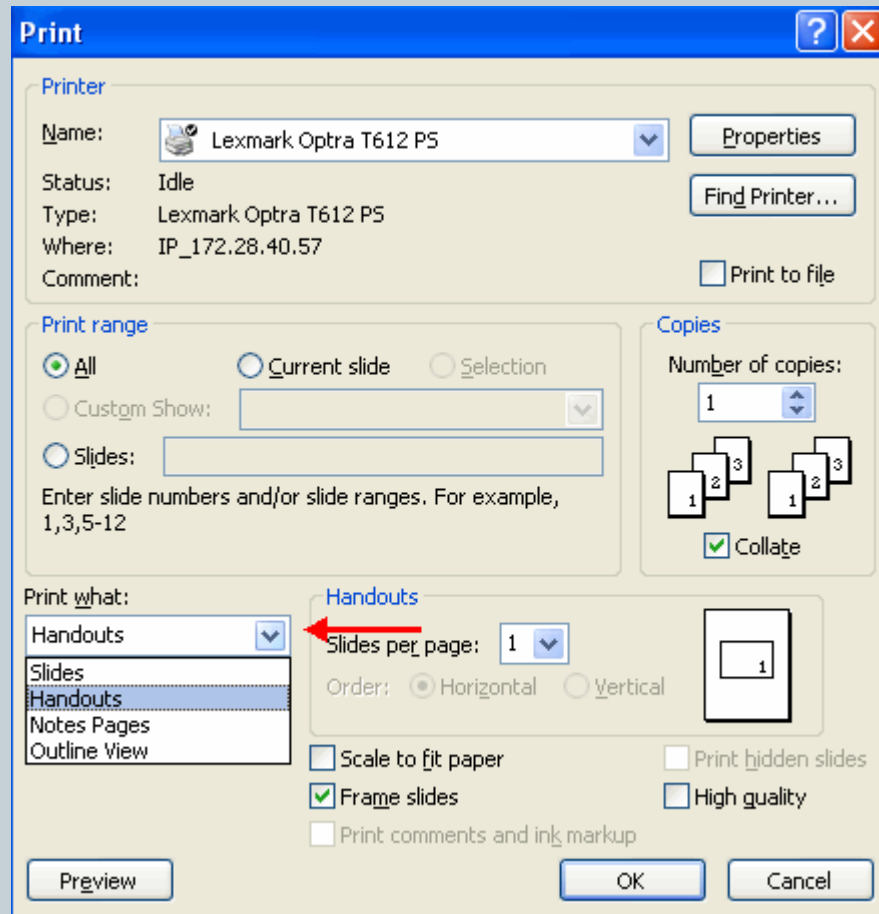 Print
Printer
Name: Lexmark Optra T612 PS Properties
Status: Idle
Find Printer...
Type: Lexmark Optra T612 PS
Where: IP_172.28.40.57
Comment: Print to file
Print range
All Current slide Selection
Custom Show:
Slides:
Enter slide numbers and/or slide ranges. For example,
1,3,5-12
Copies
Number of copies:
1
1 2 3 1 2 3
Collate
Print what:
Handouts
Slides
Handouts
Notes Pages
Outline View
Handouts
Slides per page: 1
Order: Horizontal Vertical
1
Scale to fit paper Print hidden slides
Frame slides High quality
Print comments and ink markup
Preview OK Cancel